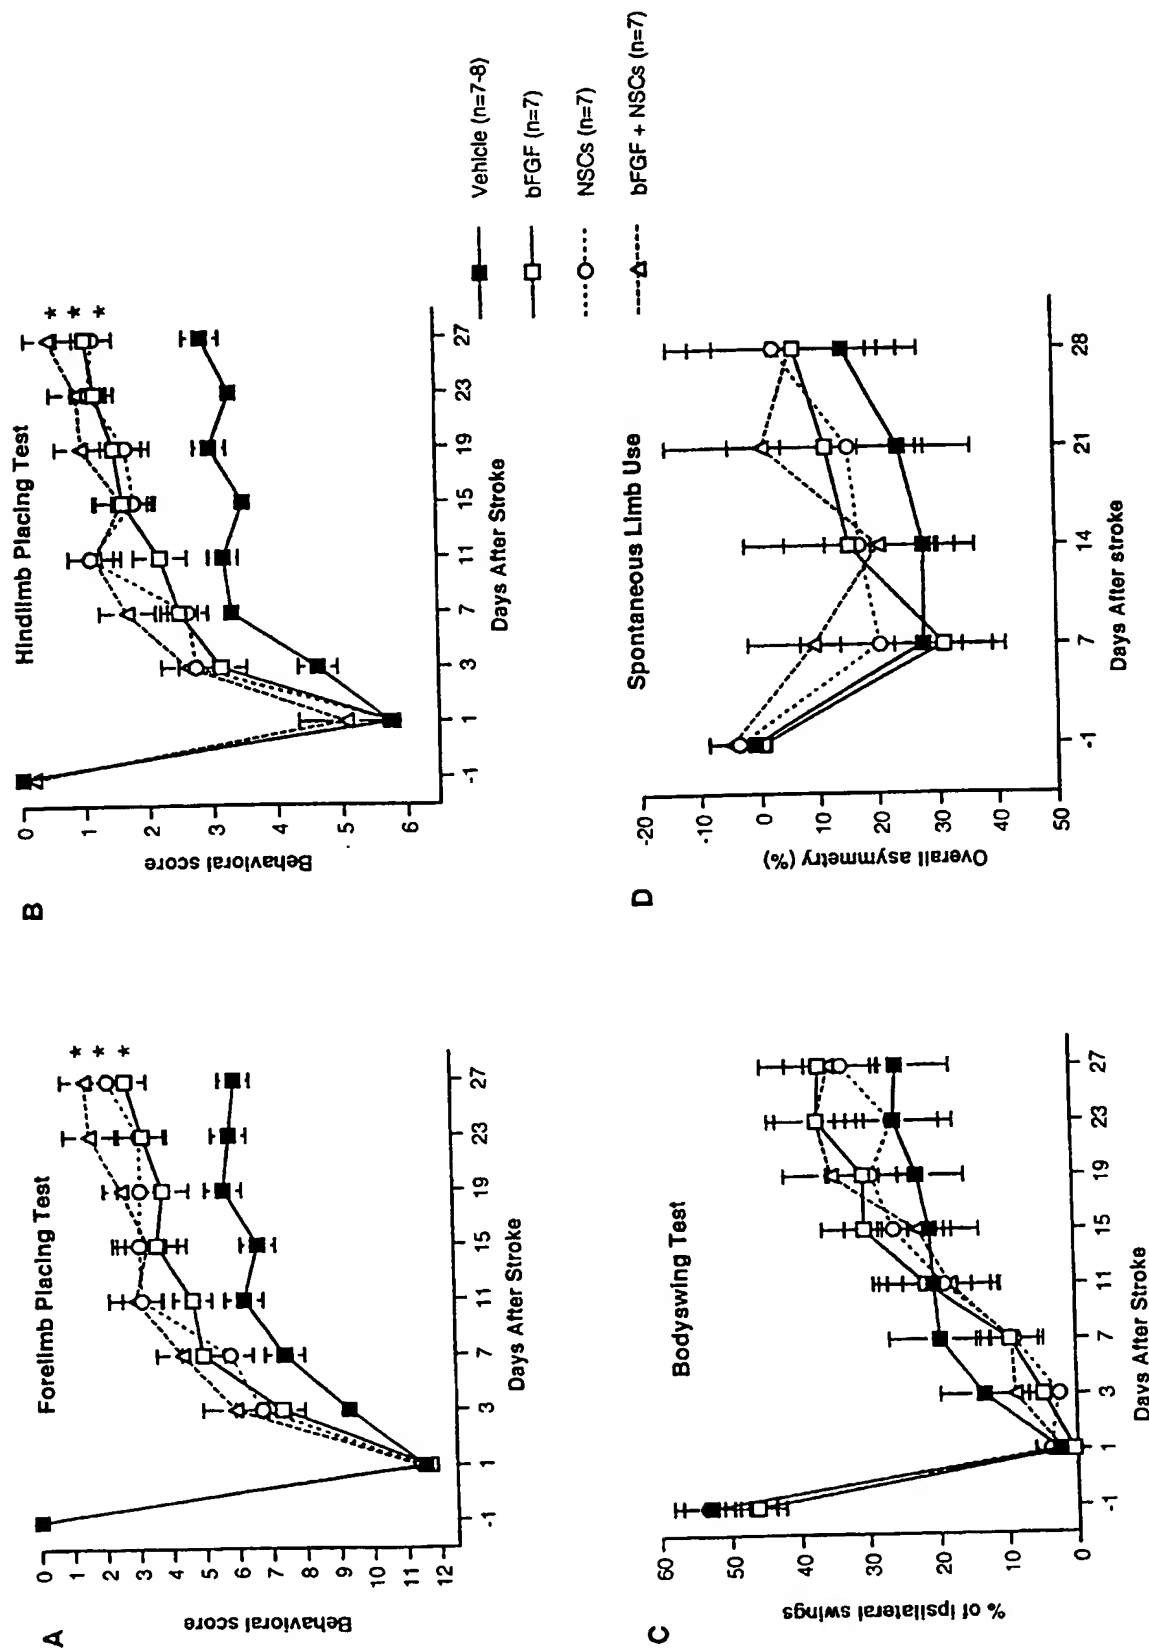 A
Forelimb Placing Test
Behavioral score
0 1 2 3 4 5 6 7 8 9 10 11 12
-1 1 3 7 11 15 19 23 27
Days After Stroke
* * *
B
Hindlimb Placing Test
Behavioral score
0 1 2 3 4 5 6
-1 1 3 7 11 15 19 23 27
Days After Stroke
* * *
Vehicle (n=7-8)
bFGF (n=7)
NSCs (n=7)
bFGF + NSCs (n=7)
C
Bodyswing Test
% of ipsilateral swings
60 50 40 30 20 10 0
-1 1 3 7 11 15 19 23 27
Days After Stroke
D
Spontaneous Limb Use
Overall asymmetry (%)
-20 -10 0 10 20 30 40 50
-1 7 14 21 28
Days After stroke